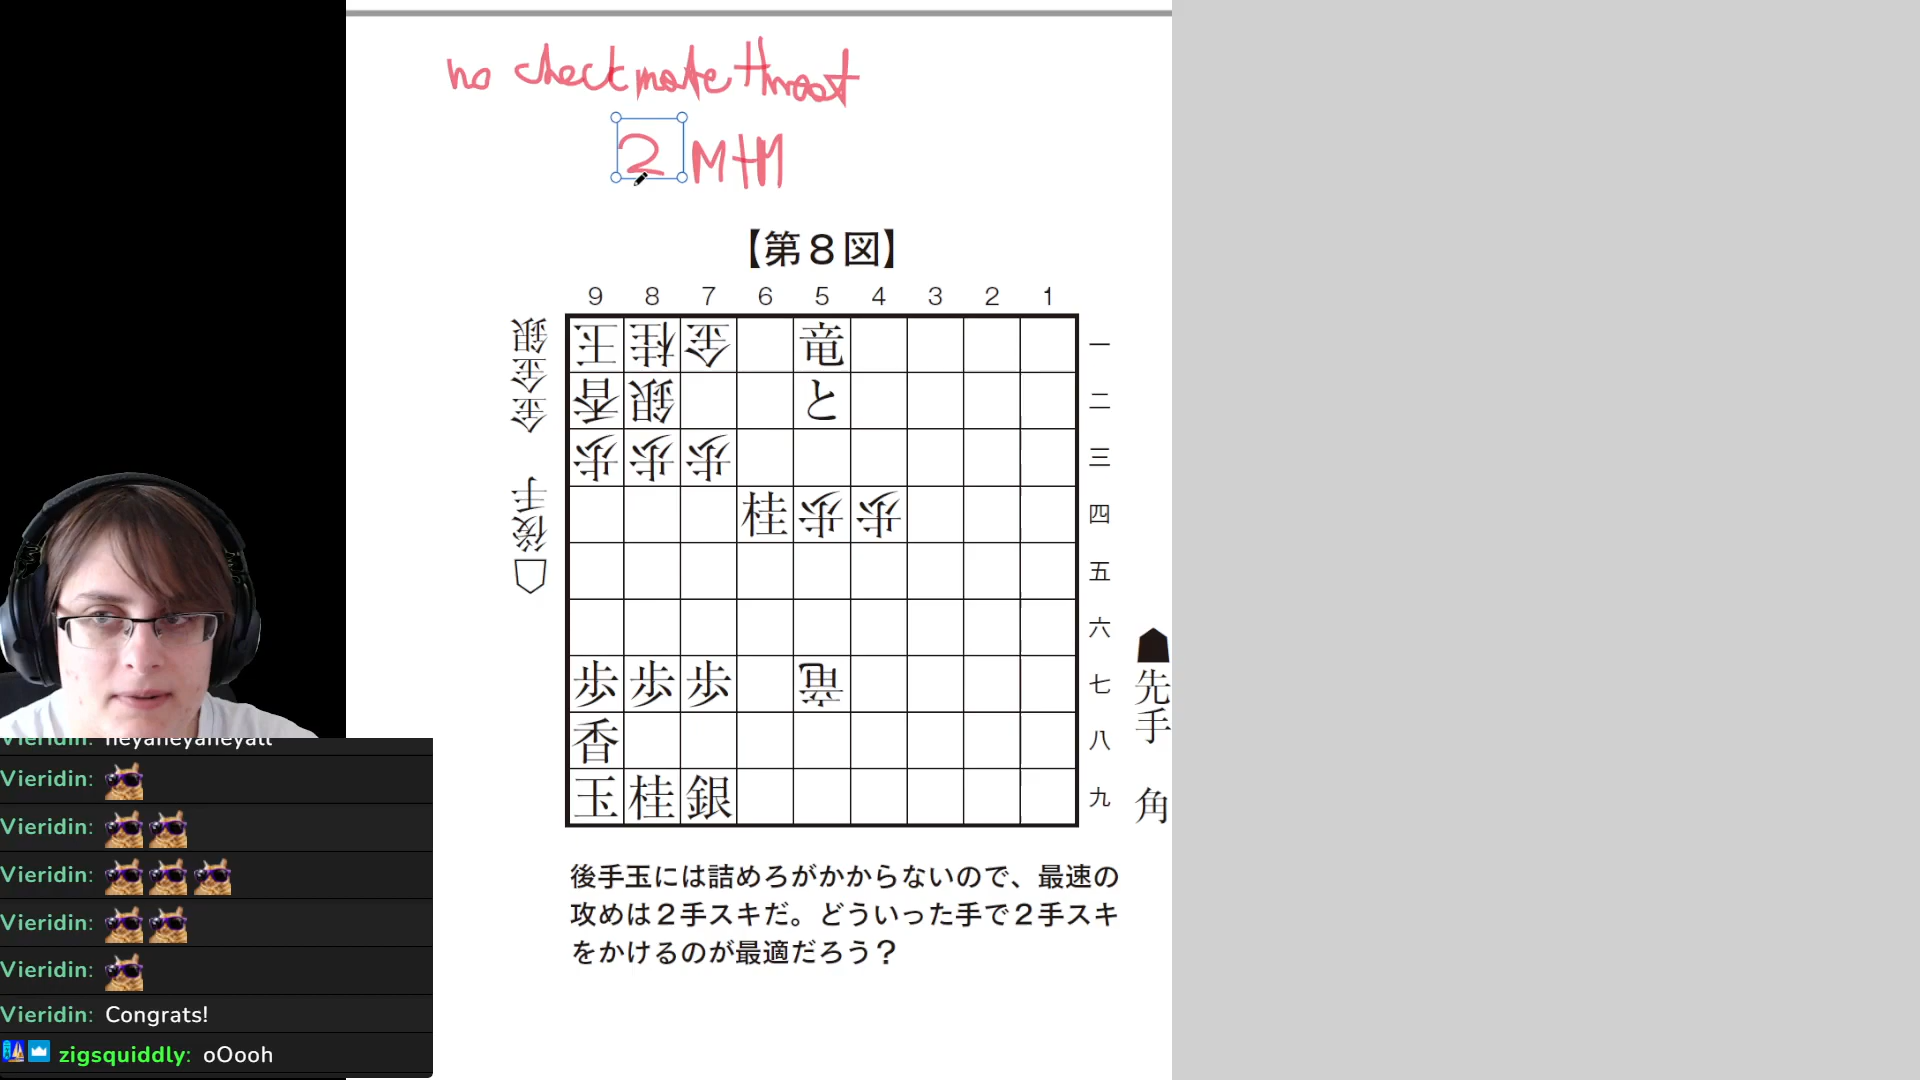 no checkmate threat
2 MtM
【第8図】
9 8 7 6 5 4 3 2 1
王 桂 金 竜 一
香 銀 と 二
歩 歩 歩 三
桂 歩 歩 四
五
六
歩 歩 歩 竜 七
香 八
玉 桂 銀 九
☖後手 金金銀
☗先手 角
後手玉には詰めろがかからないので、最速の
攻めは2手スキだ。どういった手で2手スキ
をかけるのが最適だろう？
Vieridin: heyaheyaheyall
Vieridin:
Vieridin:
Vieridin:
Vieridin:
Vieridin:
Vieridin: Congrats!
zigsquiddly: oOooh